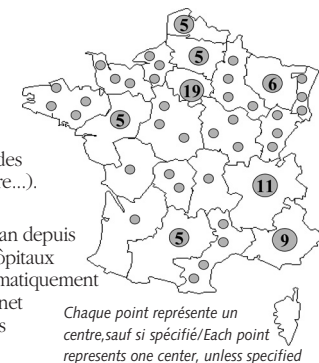 5
5
19
6
5
11
5
9
des
re...).
an depuis
ôpitaux
matiquement
net
s
Chaque point représente un
centre,sauf si spécifié/Each point
represents one center, unless specified